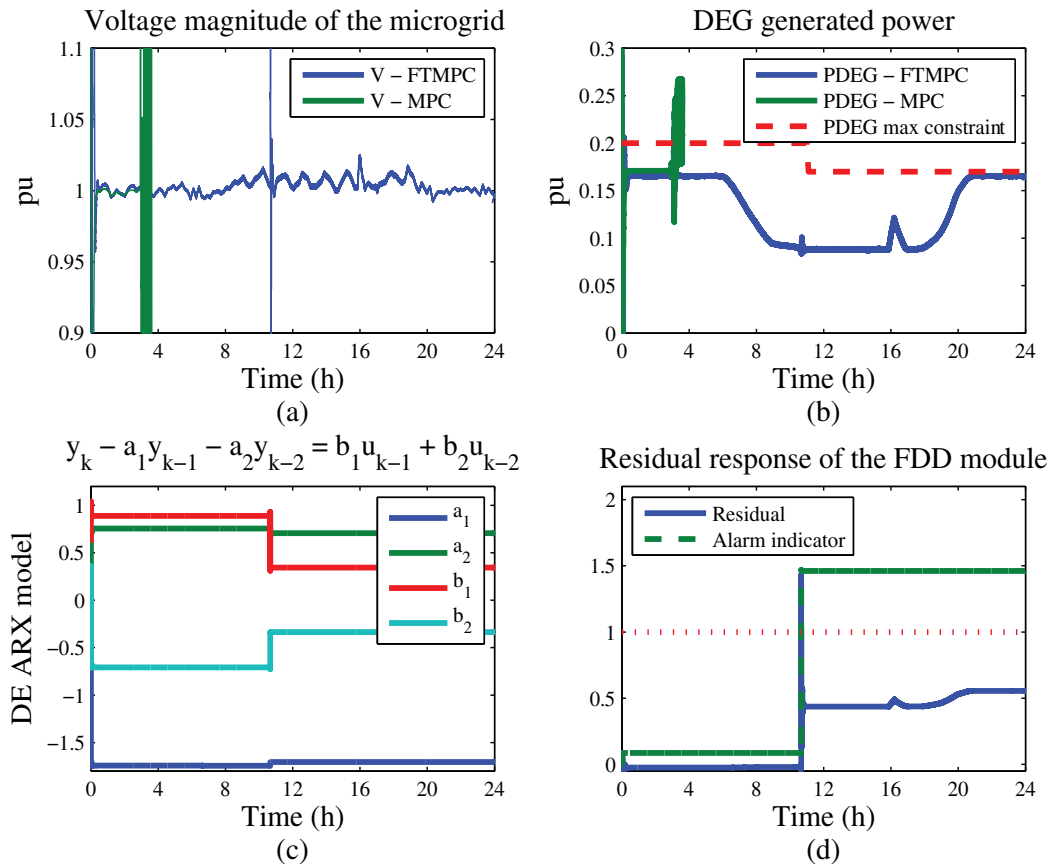 Voltage magnitude of the microgrid
1.1
1.05
1
0.95
0.9
pu
V − FTMPC
V − MPC
0 4 8 12 16 20 24
Time (h)
(a)
DEG generated power
0.3
0.25
0.2
0.15
0.1
0.05
0
pu
PDEG − FTMPC
PDEG − MPC
PDEG max constraint
0 4 8 12 16 20 24
Time (h)
(b)
y_k − a_1y_{k−1} − a_2y_{k−2} = b_1u_{k−1} + b_2u_{k−2}
1
0.5
0
−0.5
−1
−1.5
DE ARX model
a_1
a_2
b_1
b_2
0 4 8 12 16 20 24
Time (h)
(c)
Residual response of the FDD module
2
1.5
1
0.5
0
Residual
Alarm indicator
0 4 8 12 16 20 24
Time (h)
(d)